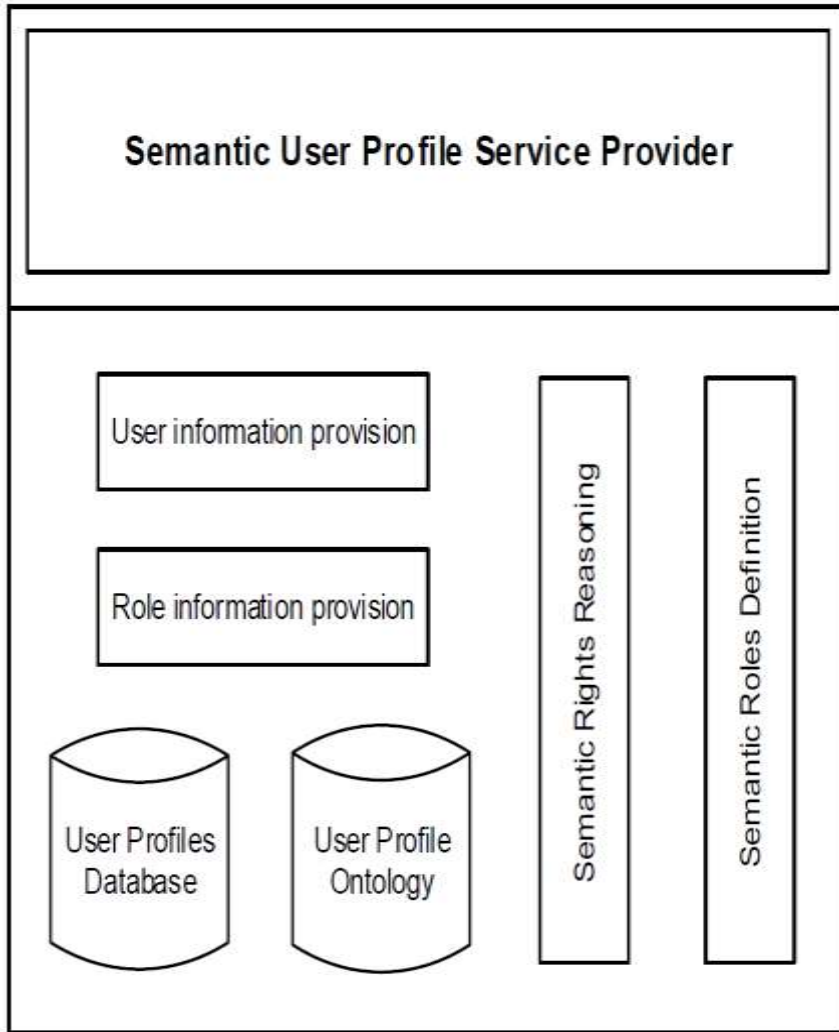 Semantic User Profile Service Provider
User information provision
Role information provision
User Profiles
Database
User Profile
Ontology
Semantic Rights Reasoning
Semantic Roles Definition